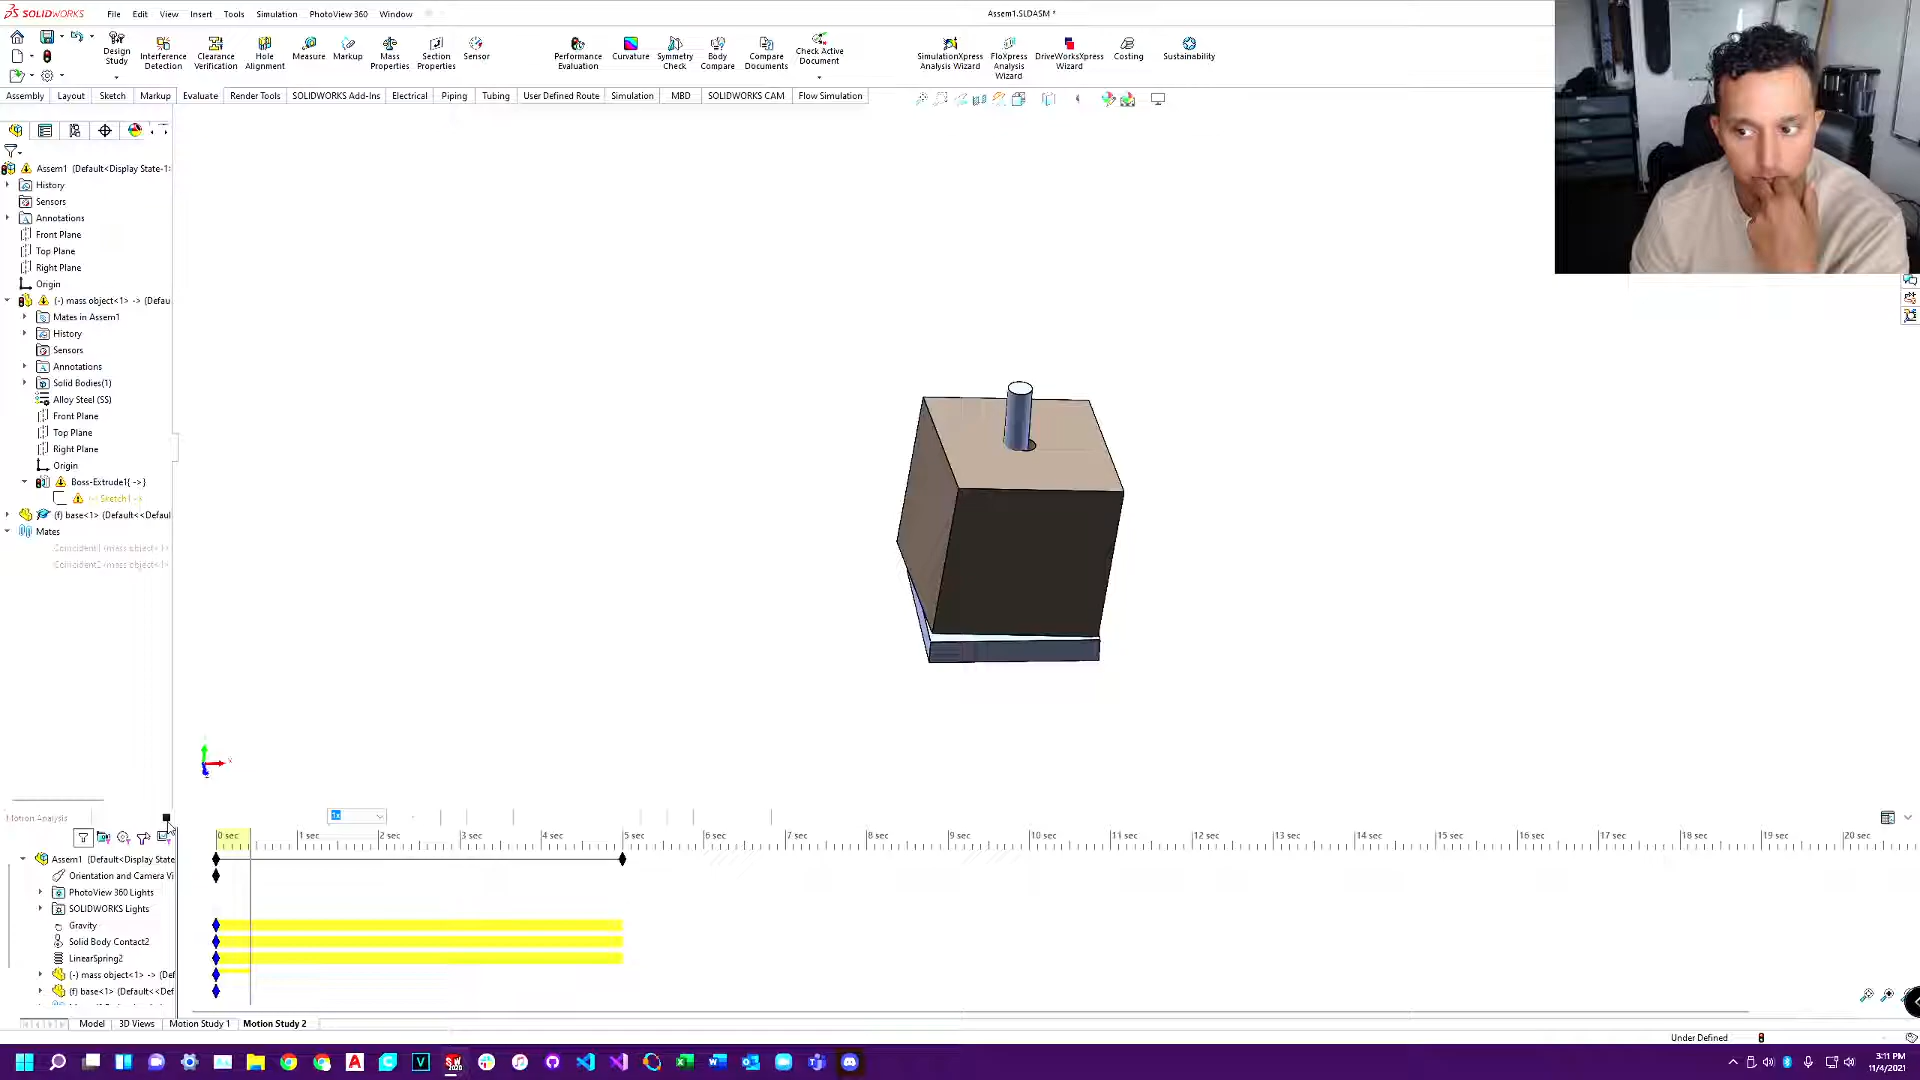 SOLIDWORKS File Edit View Insert Tools Simulation PhotoView 360 Window Assem1.SLDASM *
Design Study
Interference Detection
Clearance Verification
Hole Alignment
Measure
Markup
Mass Properties
Section Properties
Sensor
Performance Evaluation
Curvature
Symmetry Check
Body Compare
Compare Documents
Check Active Document
SimulationXpress Analysis Wizard
FloXpress Analysis Wizard
DriveWorksXpress Wizard
Costing
Sustainability
Assembly Layout Sketch Markup Evaluate Render Tools SOLIDWORKS Add-Ins Electrical Piping Tubing User Defined Route Simulation MBD SOLIDWORKS CAM Flow Simulation
Assem1 (Default<Display State-1>
History
Sensors
Annotations
Front Plane
Top Plane
Right Plane
Origin
(-) mass object<1> -> (Defau
Mates in Assem1
History
Sensors
Annotations
Solid Bodies(1)
Alloy Steel (SS)
Front Plane
Top Plane
Right Plane
Origin
Boss-Extrude1{ ->}
(-) Sketch1 ->
(f) base<1> (Default<<Defaul
Mates
Coincident1 (mass object<1>
Coincident2 (mass object<1>
x
Motion Analysis 1x
0 sec 1 sec 2 sec 3 sec 4 sec 5 sec 6 sec 7 sec 8 sec 9 sec 10 sec 11 sec 12 sec 13 sec 14 sec 15 sec 16 sec 17 sec 18 sec 19 sec 20 sec
Assem1 (Default<Display State
Orientation and Camera Vi
PhotoView 360 Lights
SOLIDWORKS Lights
Gravity
Solid Body Contact2
LinearSpring2
(-) mass object<1> -> (Def
(f) base<1> (Default<<Def
Model 3D Views Motion Study 1 Motion Study 2
Under Defined
3:11 PM
11/4/2021